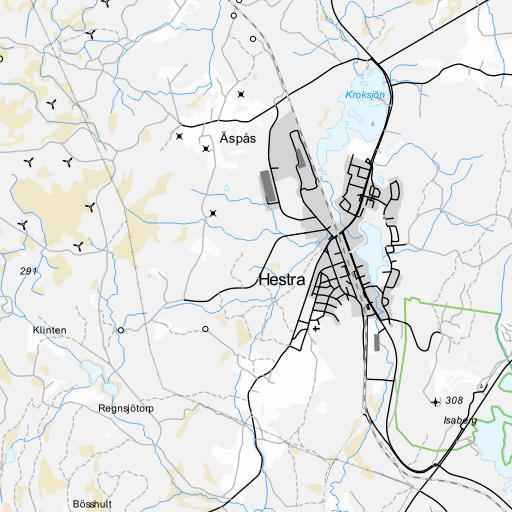 Kroksjön
Äspås
291
Hestra
Klinten
308
Regnsjötorp
Isaberg
Bösshult